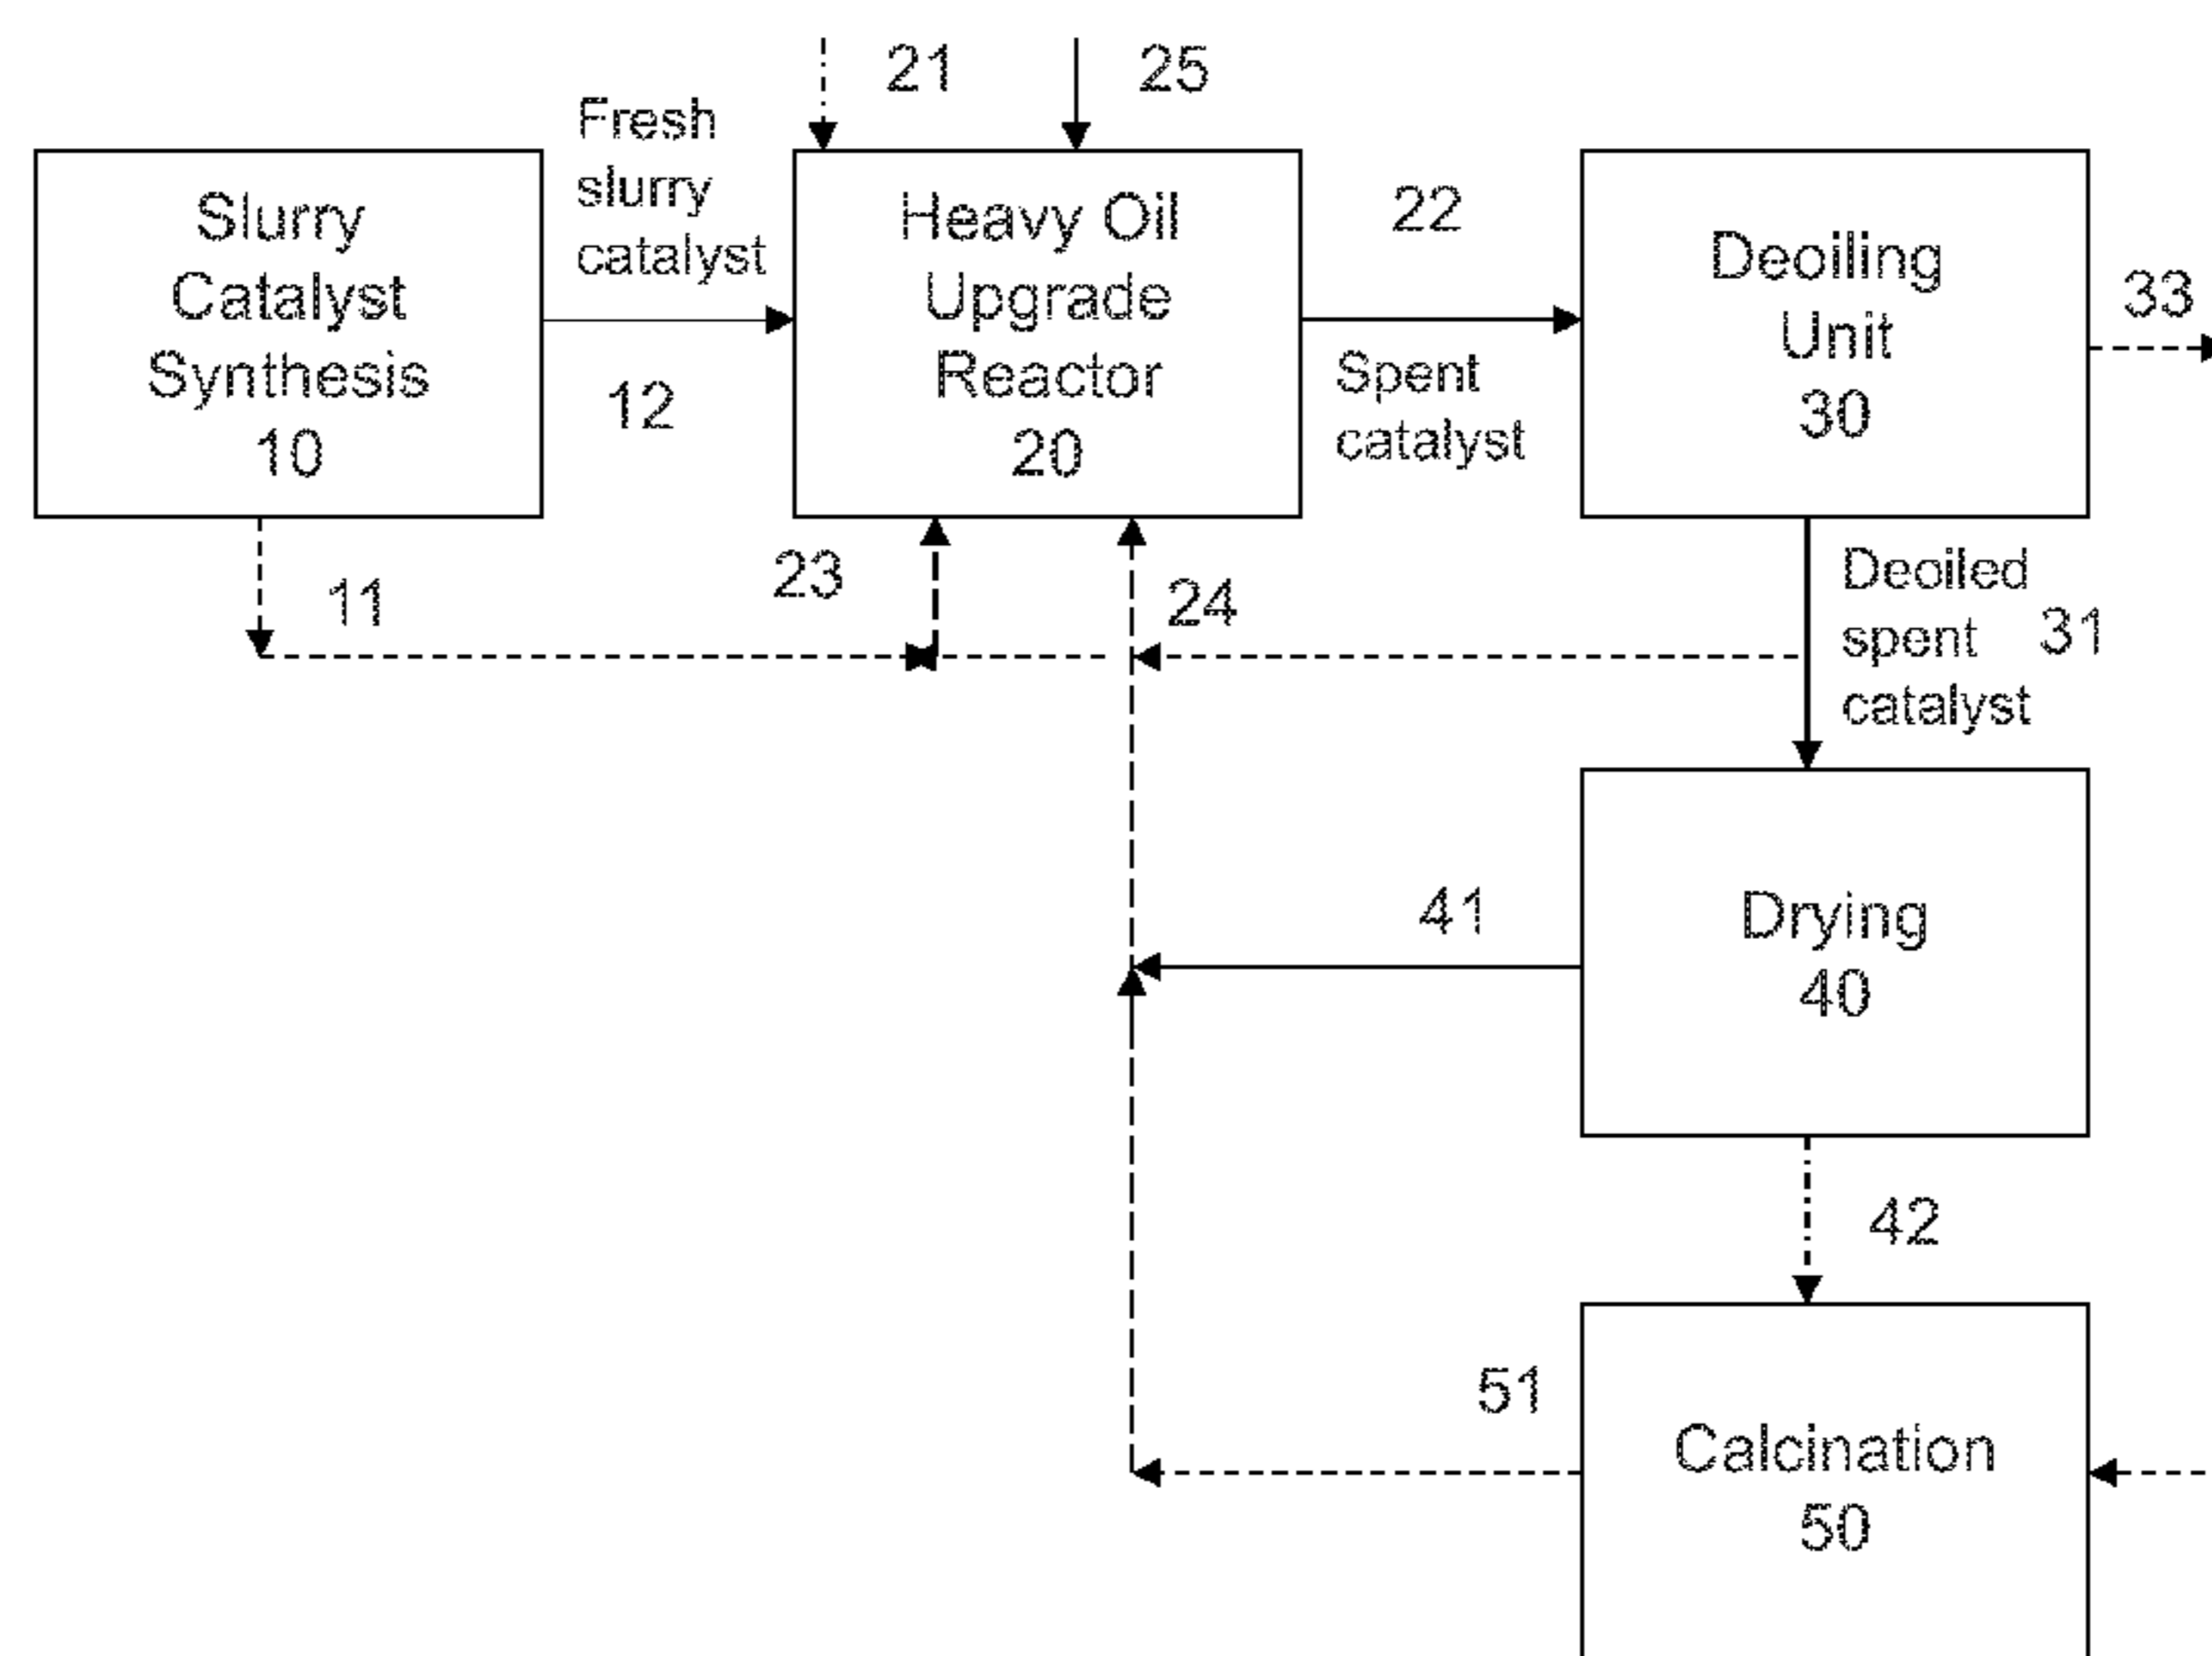 21
25
Fresh
slurry
catalyst
Slurry
Catalyst
Synthesis
10
12
Heavy Oil
Upgrade
Reactor
20
22
Spent
catalyst
Deoiling
Unit
30
33
11
23
24
Deoiled
spent
catalyst
31
41
Drying
40
42
51
Calcination
50